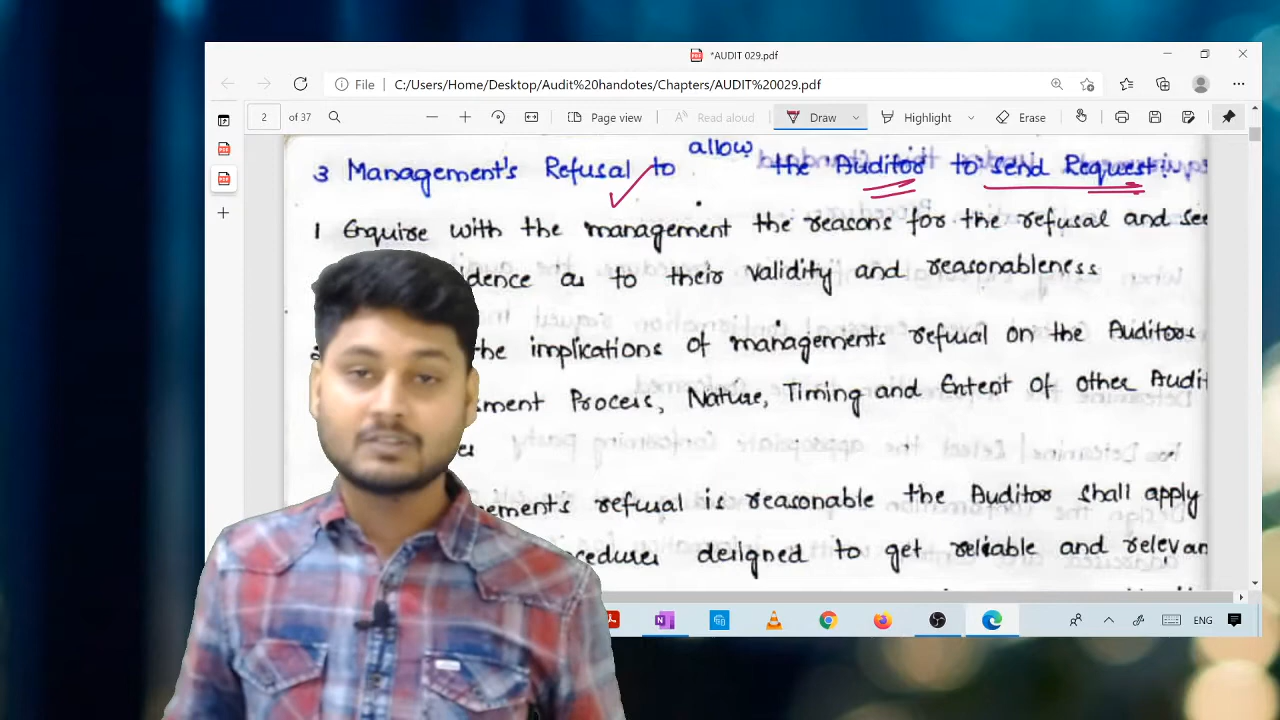 *AUDIT 029.pdf
File C:/Users/Home/Desktop/Audit%20handotes/Chapters/AUDIT%20029.pdf
2 of 37 Page view Read aloud Draw Highlight Erase
allow
3 Management's Refusal to the Auditor to send Request
1 Enquire with the management the reasons for the refusal and see
dence as to their validity and reasonableness
the implications of managements refusal on the Auditors
sment Process, Nature, Timing and Extent of other Audit
es
ement's refusal is reasonable the Auditor shall apply
cedures designed to get reliable and relevan
ENG